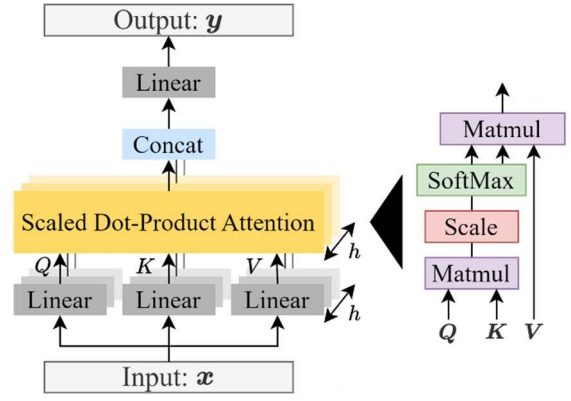 Output: y
Linear
Concat
Scaled Dot-Product Attention
h
Q K V
Linear Linear Linear
h
Input: x
Matmul
SoftMax
Scale
Matmul
Q K V